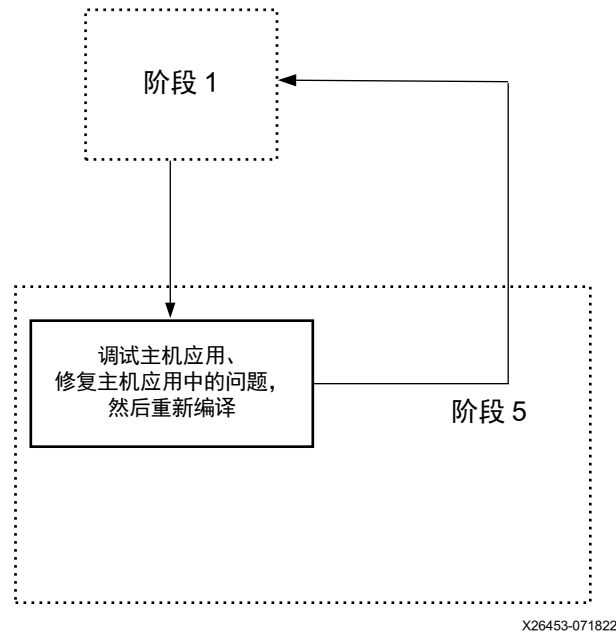 阶段 1
调试主机应用、
修复主机应用中的问题，
然后重新编译
阶段 5
X26453-071822